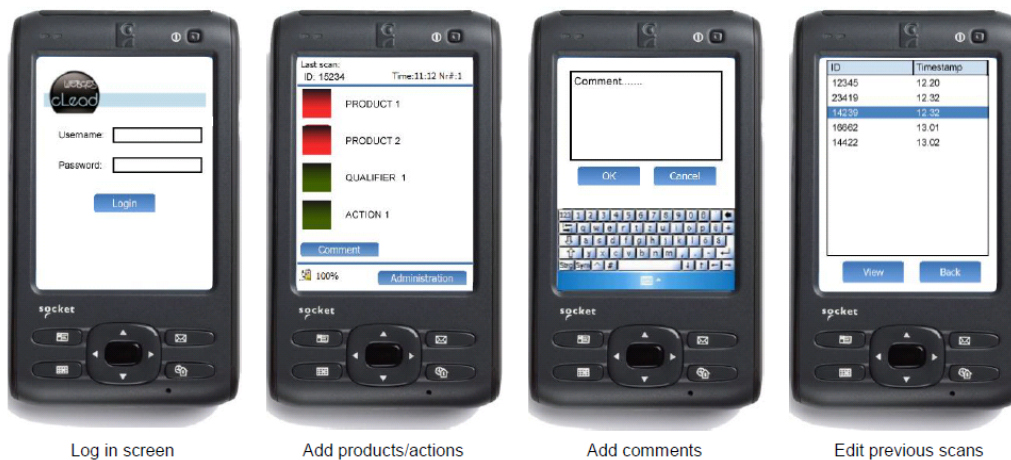 cLead
Username:
Password:
Login
socket
Log in screen
Last scan:
ID: 15234 Time:11:12 Nr#:1
PRODUCT 1
PRODUCT 2
QUALIFIER 1
ACTION 1
Comment
100%
Administration
socket
Add products/actions
Comment.......
OK Cancel
socket
Add comments
ID Timestamp
12345 12.20
23419 12.32
14239 12.32
16662 13.01
14422 13.02
View Back
socket
Edit previous scans